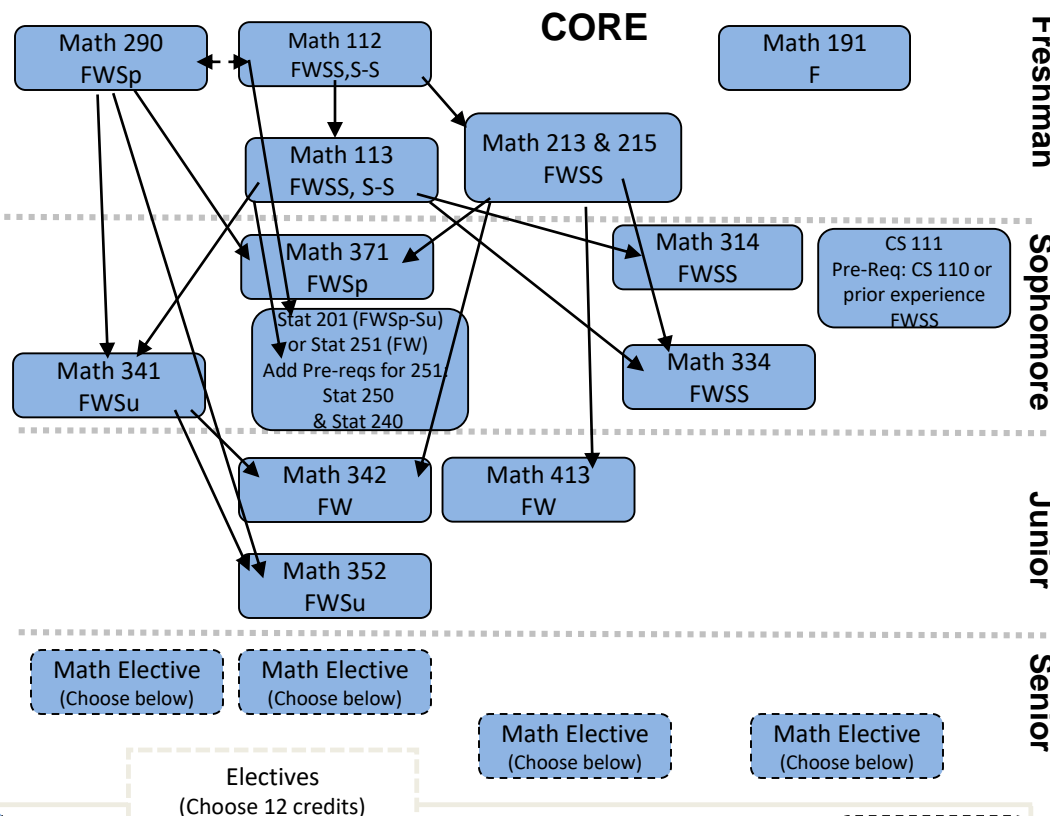 CORE
Freshman
Math 290
FWSp
Math 112
FWSS,S-S
Math 191
F
Math 113
FWSS, S-S
Math 213 & 215
FWSS
Sophomore
Math 371
FWSp
Math 314
FWSS
CS 111
Pre-Req: CS 110 or
prior experience
FWSS
Stat 201 (FWSp-Su)
or Stat 251 (FW)
Add Pre-reqs for 251:
Stat 250
& Stat 240
Math 341
FWSu
Math 334
FWSS
Junior
Math 342
FW
Math 413
FW
Math 352
FWSu
Senior
Math Elective
(Choose below)
Math Elective
(Choose below)
Math Elective
(Choose below)
Math Elective
(Choose below)
Electives
(Choose 12 credits)